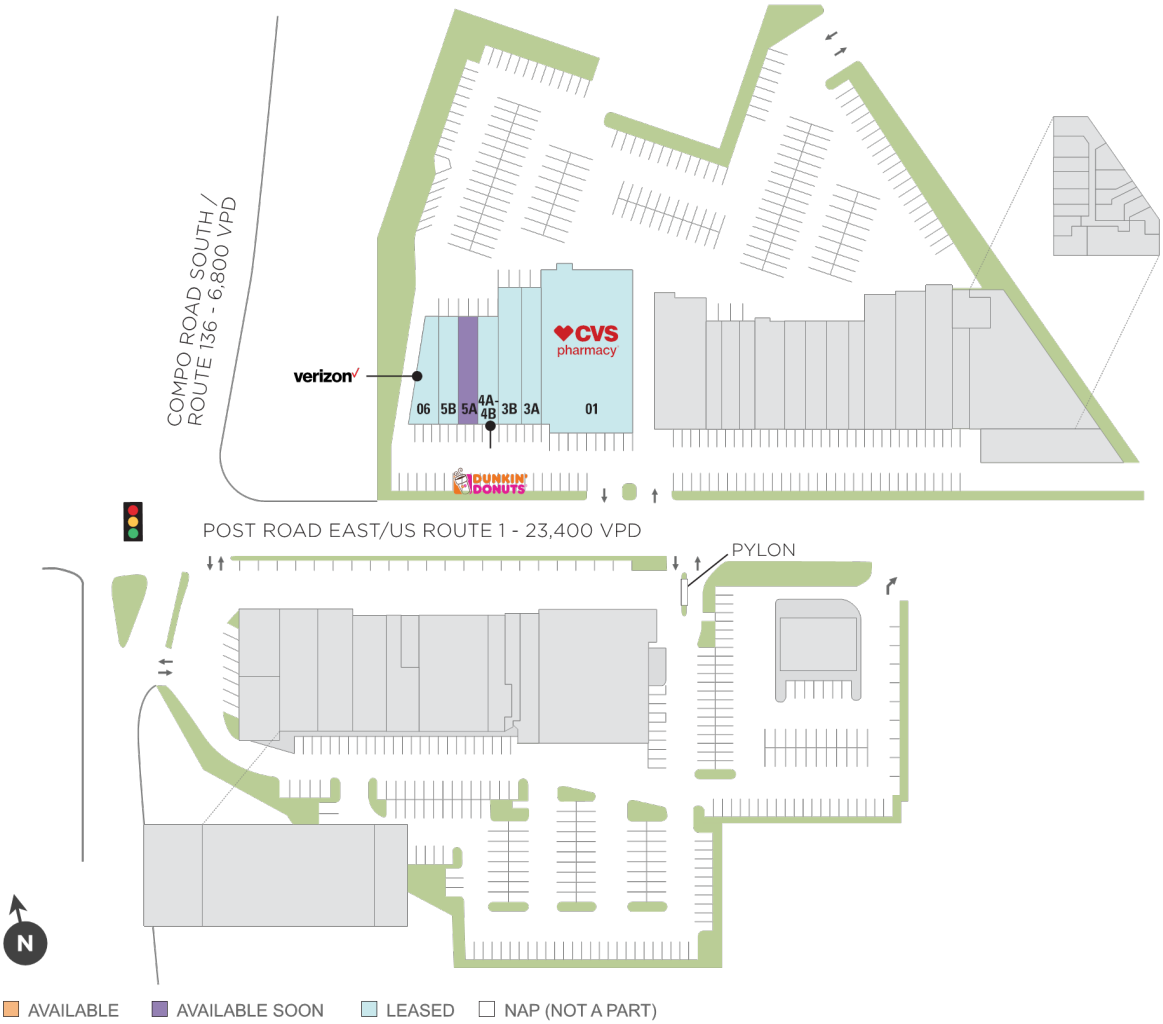 COMPO ROAD SOUTH /
ROUTE 136 - 6,800 VPD
CVS
pharmacy
verizon
06
5B
5A
4A-
4B
3B
3A
01
DUNKIN'
DONUTS
POST ROAD EAST/US ROUTE 1 - 23,400 VPD
PYLON
N
AVAILABLE
AVAILABLE SOON
LEASED
NAP (NOT A PART)